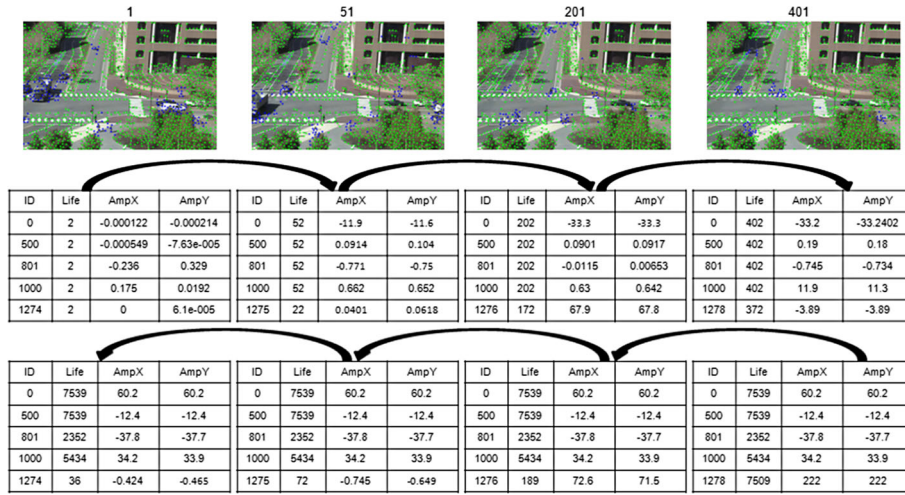 1 51 201 401
ID Life AmpX AmpY ID Life AmpX AmpY ID Life AmpX AmpY ID Life AmpX AmpY
0 2 -0.000122 -0.000214 0 52 -11.9 -11.6 0 202 -33.3 -33.3 0 402 -33.2 -33.2402
500 2 -0.000549 -7.63e-005 500 52 0.0914 0.104 500 202 0.0901 0.0917 500 402 0.19 0.18
801 2 -0.236 0.329 801 52 -0.771 -0.75 801 202 -0.0115 0.00653 801 402 -0.745 -0.734
1000 2 0.175 0.0192 1000 52 0.662 0.652 1000 202 0.63 0.642 1000 402 11.9 11.3
1274 2 0 6.1e-005 1275 22 0.0401 0.0618 1276 172 67.9 67.8 1278 372 -3.89 -3.89
ID Life AmpX AmpY ID Life AmpX AmpY ID Life AmpX AmpY ID Life AmpX AmpY
0 7539 60.2 60.2 0 7539 60.2 60.2 0 7539 60.2 60.2 0 7539 60.2 60.2
500 7539 -12.4 -12.4 500 7539 -12.4 -12.4 500 7539 -12.4 -12.4 500 7539 -12.4 -12.4
801 2352 -37.8 -37.7 801 2352 -37.8 -37.7 801 2352 -37.8 -37.7 801 2352 -37.8 -37.7
1000 5434 34.2 33.9 1000 5434 34.2 33.9 1000 5434 34.2 33.9 1000 5434 34.2 33.9
1274 36 -0.424 -0.465 1275 72 -0.745 -0.649 1276 189 72.6 71.5 1278 7509 222 222